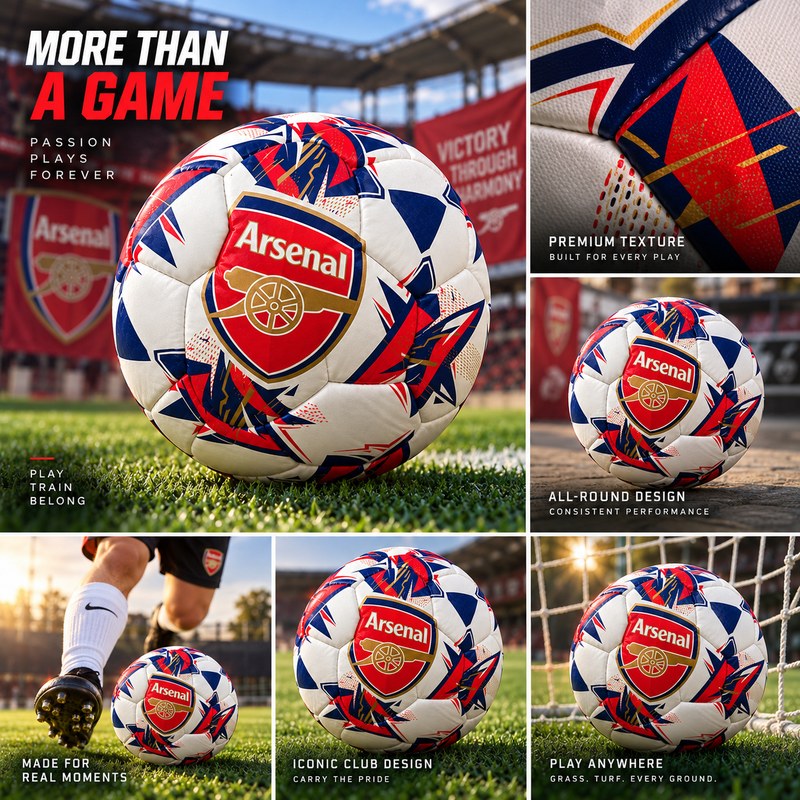 MORE THAN
A GAME
PASSION
PLAYS
FOREVER
Arsenal
VICTORY
THROUGH
HARMONY
Arsenal
PLAY
TRAIN
BELONG
PREMIUM TEXTURE
BUILT FOR EVERY PLAY
Arsenal
ALL-ROUND DESIGN
CONSISTENT PERFORMANCE
Arsenal
MADE FOR
REAL MOMENTS
Arsenal
ICONIC CLUB DESIGN
CARRY THE PRIDE
Arsenal
PLAY ANYWHERE
GRASS. TURF. EVERY GROUND.